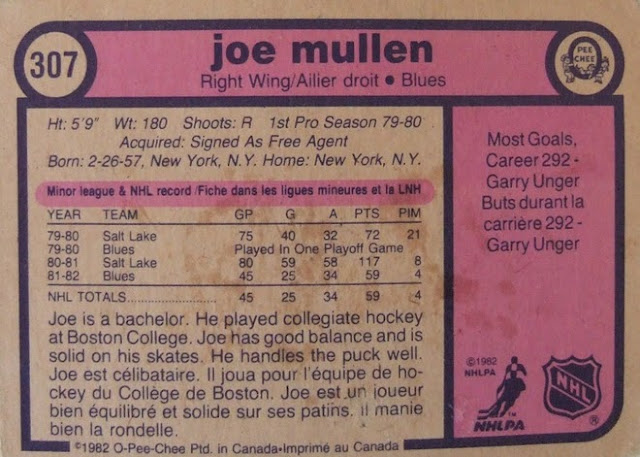 307
joe mullen
Right Wing/Ailier droit • Blues
O PEE CHEE
Ht: 5'9" Wt: 180 Shoots: R 1st Pro Season 79-80
Acquired: Signed As Free Agent
Born: 2-26-57, New York, N.Y. Home: New York, N.Y.
Minor league & NHL record /Fiche dans les ligues mineures et la LNH
YEAR TEAM GP G A PTS PIM
79-80 Salt Lake 75 40 32 72 21
79-80 Blues Played In One Playoff Game
80-81 Salt Lake 80 59 58 117 8
81-82 Blues 45 25 34 59 4
NHL TOTALS..................... 45 25 34 59 4
Joe is a bachelor. He played collegiate hockey
at Boston College. Joe has good balance and is
solid on his skates. He handles the puck well.
Joe est célibataire. Il joua pour l'équipe de ho-
ckey du Collège de Boston. Joe est un joueur
bien équilibré et solide sur ses patins. Il manie
bien la rondelle.
Most Goals,
Career 292 -
Garry Unger
Buts durant la
carrière 292 -
Garry Unger
©1982
NHLPA
NHLPA
TM
NHL
®
©1982 O-Pee-Chee Ptd. in Canada•Imprimé au Canada